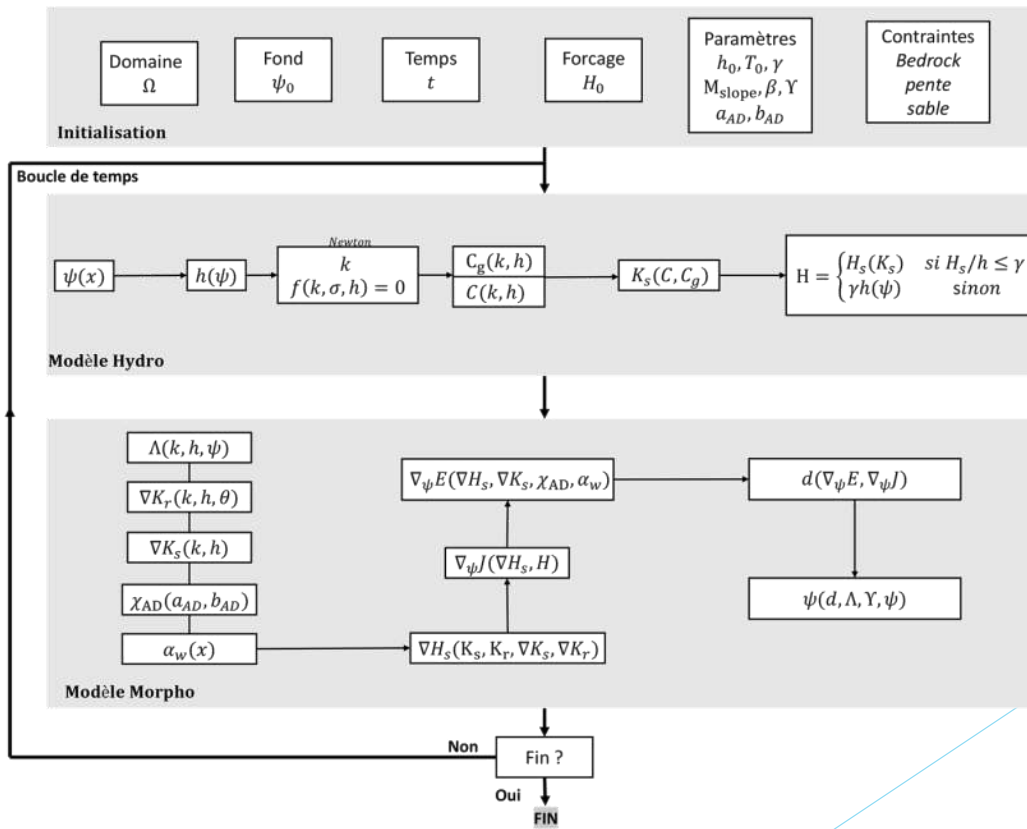 Domaine
Ω
Fond
ψ₀
Temps
t
Forcage
H₀
Paramètres
h₀, T₀, γ
M_slope, β, Υ
a_AD, b_AD
Contraintes
Bedrock
pente
sable
Initialisation
Boucle de temps
ψ(x)
h(ψ)
Newton
k
f(k, σ, h) = 0
C_g(k, h)
C(k, h)
K_s(C, C_g)
H = { H_s(K_s) si H_s/h ≤ γ
γh(ψ) sinon
Modèle Hydro
Λ(k, h, ψ)
∇K_r(k, h, θ)
∇K_s(k, h)
χ_AD(a_AD, b_AD)
α_w(x)
∇H_s(K_s, K_r, ∇K_s, ∇K_r)
∇_ψJ(∇H_s, H)
∇_ψE(∇H_s, ∇K_s, χ_AD, α_w)
d(∇_ψE, ∇_ψJ)
ψ(d, Λ, Υ, ψ)
Modèle Morpho
Non
Fin ?
Oui
FIN